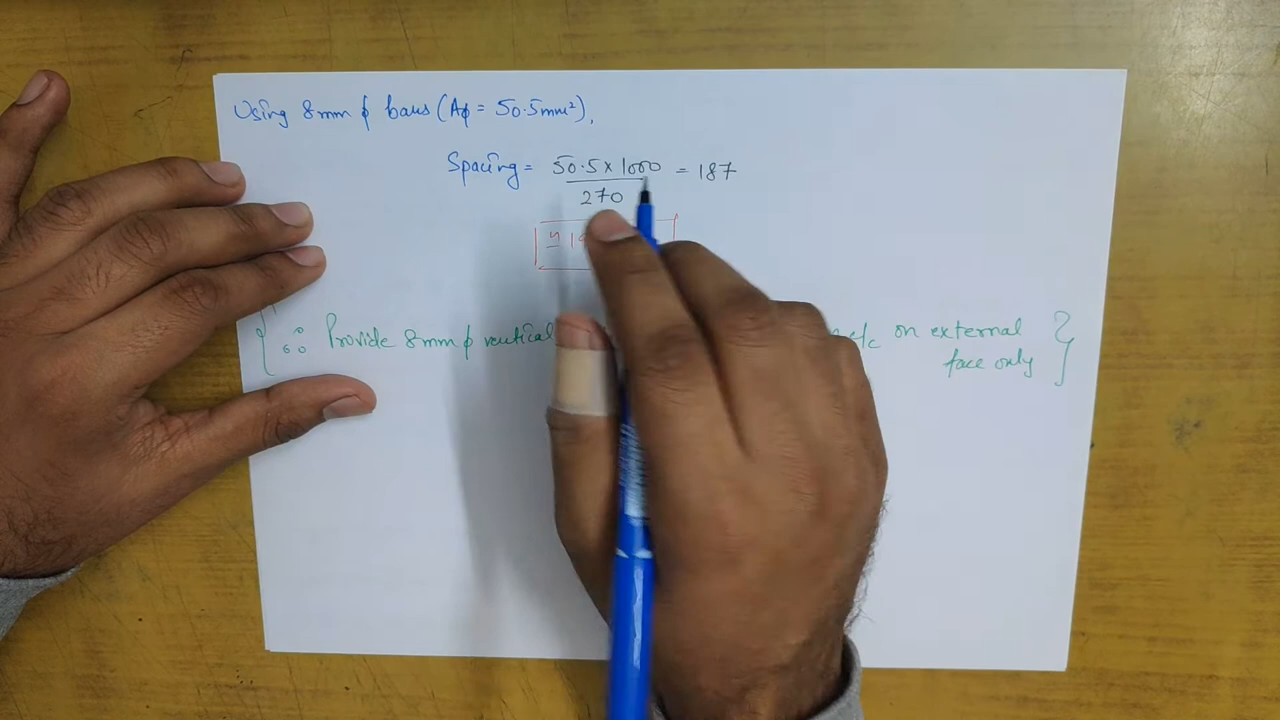 Using 8mm ϕ bars (Aϕ = 50.5mm²),
Spacing = 50.5 x 1000 / 270 = 187
∴ Provide 8mm ϕ vertical c/c on external
face only